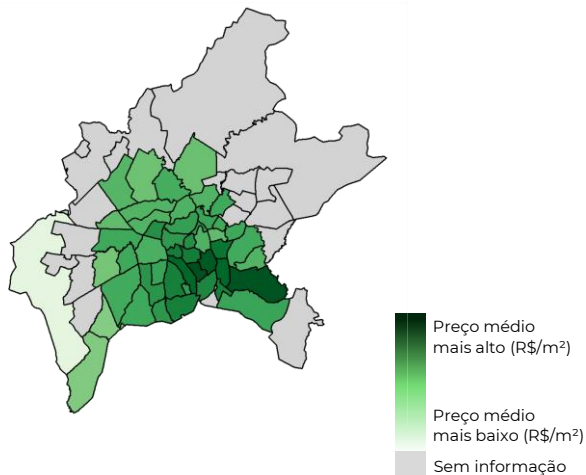 Preço médio
mais alto (R$/m²)
Preço médio
mais baixo (R$/m²)
Sem informação